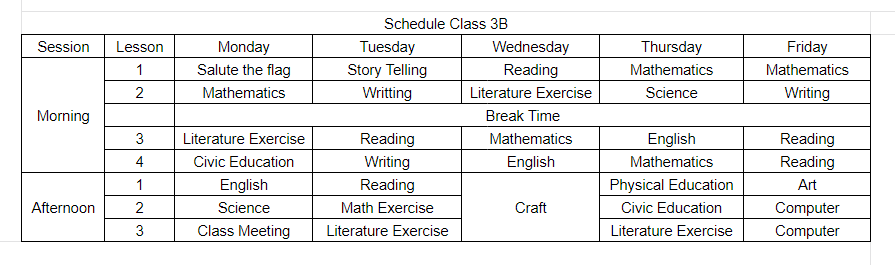 Schedule Class 3B
Session Lesson Monday Tuesday Wednesday Thursday Friday
Morning
1 Salute the flag Story Telling Reading Mathematics Mathematics
2 Mathematics Writting Literature Exercise Science Writing
Break Time
3 Literature Exercise Reading Mathematics English Reading
4 Civic Education Writing English Mathematics Reading
Afternoon
1 English Reading Craft Physical Education Art
2 Science Math Exercise Civic Education Computer
3 Class Meeting Literature Exercise Literature Exercise Computer